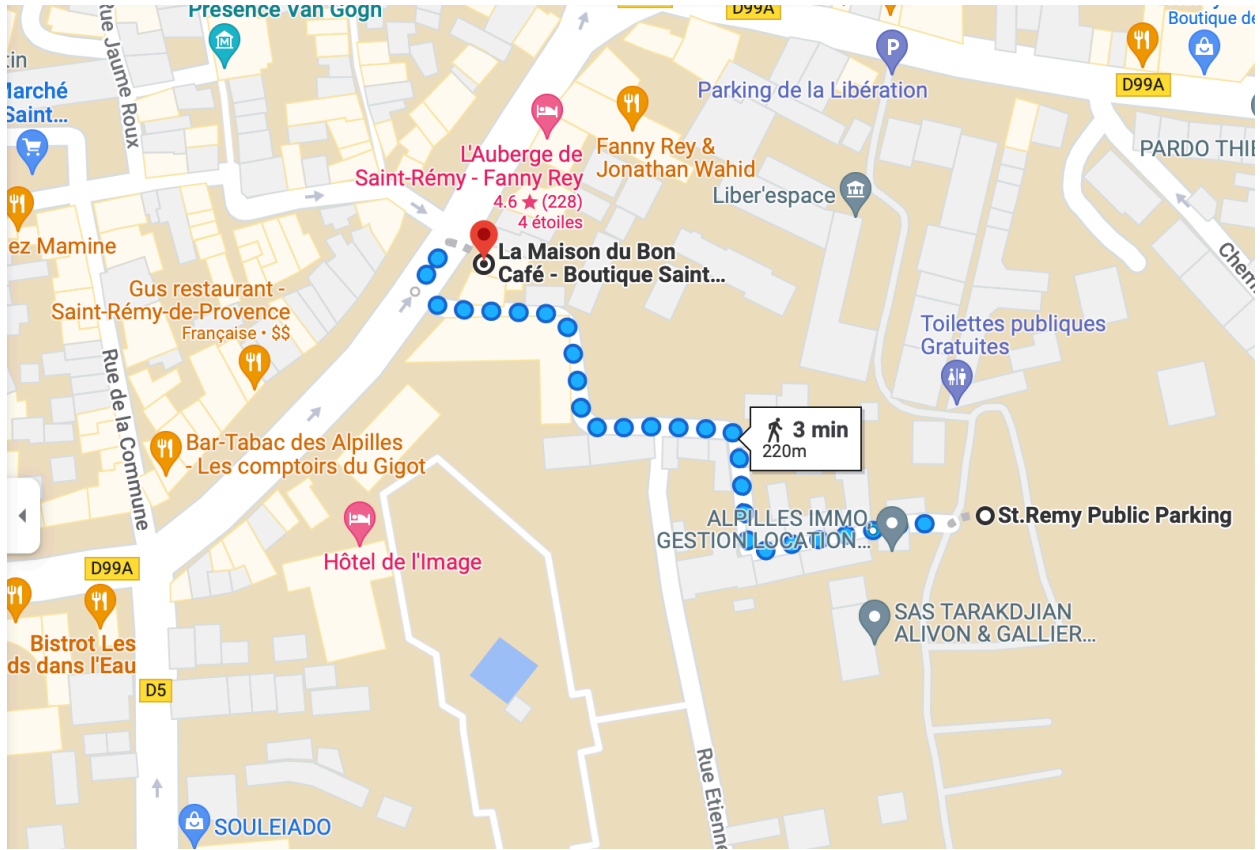 Présence Van Gogh
D99A
D99A
Boutique de
Rue Jaume Roux
tin
Marché
Saint...
Parking de la Libération
D99A
L'Auberge de
Saint-Rémy - Fanny Rey
4.6 ★ (228)
4 étoiles
Fanny Rey &
Jonathan Wahid
PARDO THIE
Liber'espace
ez Mamine
La Maison du Bon
Café - Boutique Saint...
Chem
Gus restaurant -
Saint-Rémy-de-Provence
Française • $$
Toilettes publiques
Gratuites
Rue de la Commune
3 min
220m
Bar-Tabac des Alpilles
- Les comptoirs du Gigot
ALPILLES IMMO
GESTION LOCATION...
St.Remy Public Parking
Hôtel de l'Image
D99A
SAS TARAKDJIAN
ALIVON & GALLIER...
Bistrot Les
ds dans l'Eau
D5
Rue Etienne
SOULEIADO